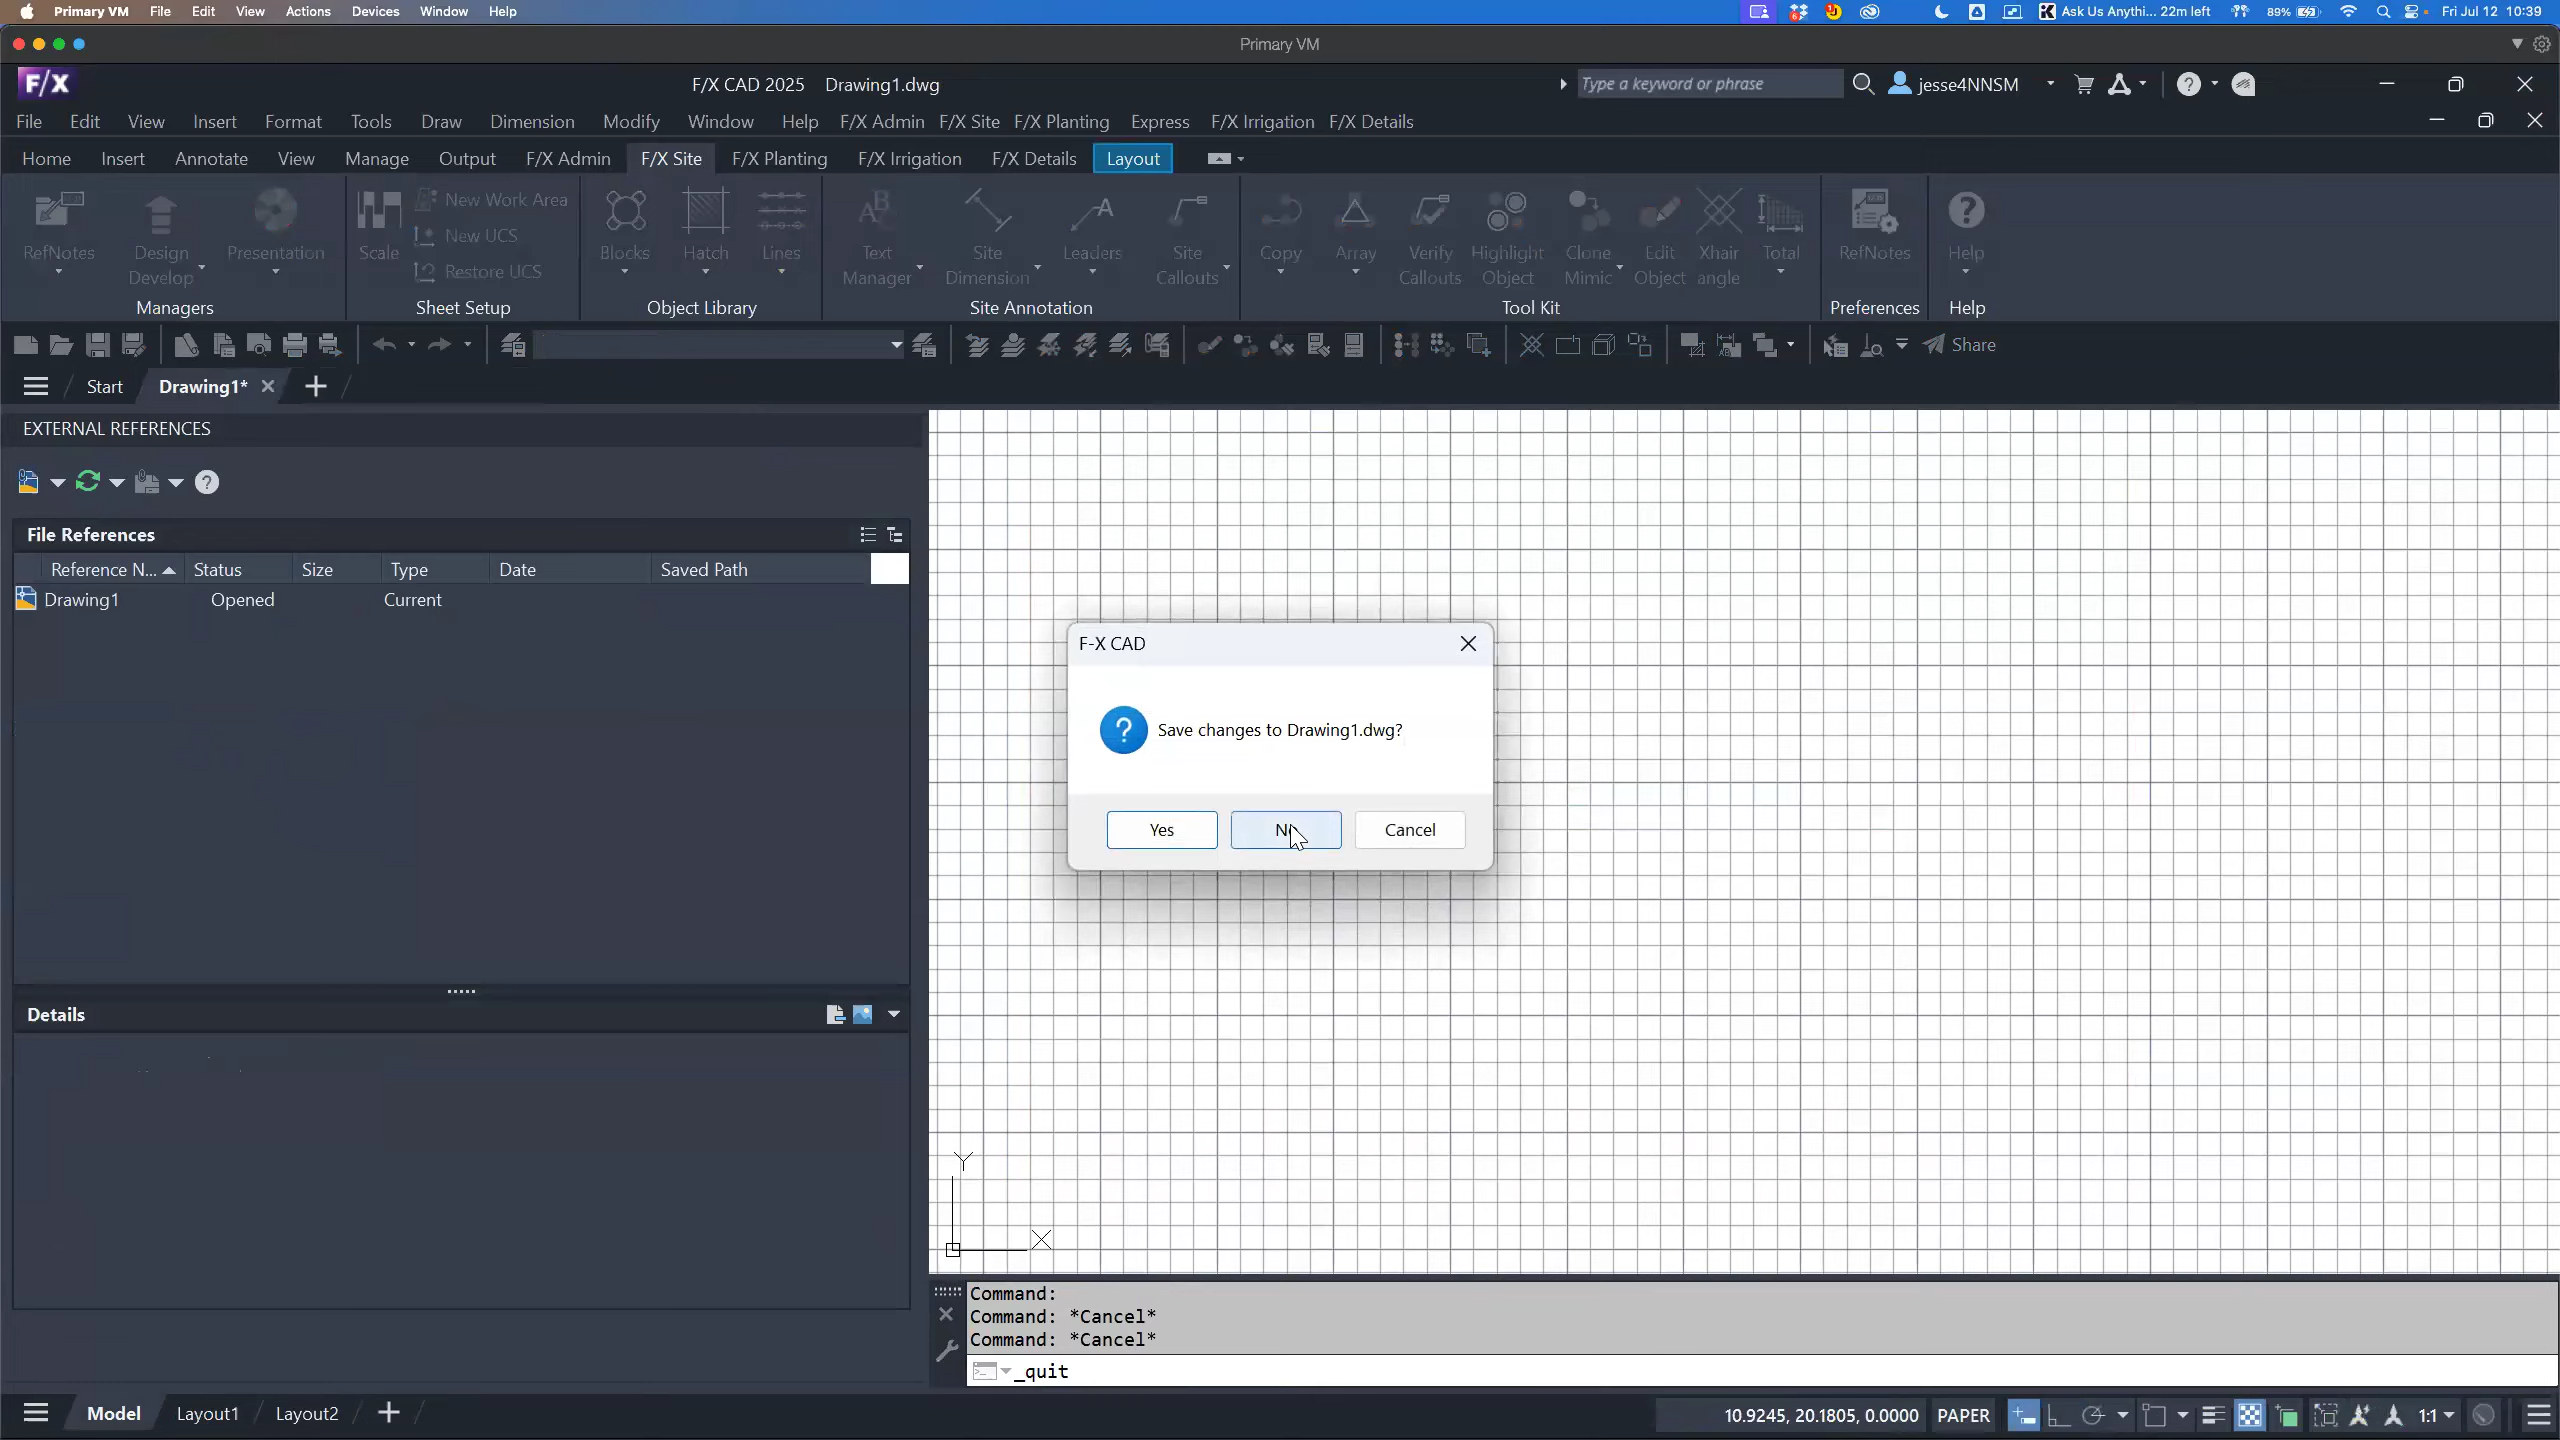 Primary VM File Edit View Actions Devices Window Help Ask Us Anythi... 22m left 89% Fri Jul 12 10:39
Primary VM
F/X F/X CAD 2025 Drawing1.dwg Type a keyword or phrase jesse4NNSM
File Edit View Insert Format Tools Draw Dimension Modify Window Help F/X Admin F/X Site F/X Planting Express F/X Irrigation F/X Details
Home Insert Annotate View Manage Output F/X Admin F/X Site F/X Planting F/X Irrigation F/X Details Layout
New Work Area
New UCS
Restore UCS
RefNotes
Design Develop
Presentation
Scale
Blocks
Hatch
Lines
Text Manager
Site Dimension
Leaders
Site Callouts
Copy
Array
Verify Callouts
Highlight Object
Clone Mimic
Edit Object
Xhair angle
Total
RefNotes
Help
Managers Sheet Setup Object Library Site Annotation Tool Kit Preferences Help
Share
Start Drawing1*
EXTERNAL REFERENCES
File References
Reference N... Status Size Type Date Saved Path
Drawing1 Opened Current
F-X CAD
Save changes to Drawing1.dwg?
Yes No Cancel
Details
Y
X
Command:
Command: *Cancel*
Command: *Cancel*
_quit
Model Layout1 Layout2 10.9245, 20.1805, 0.0000 PAPER 1:1